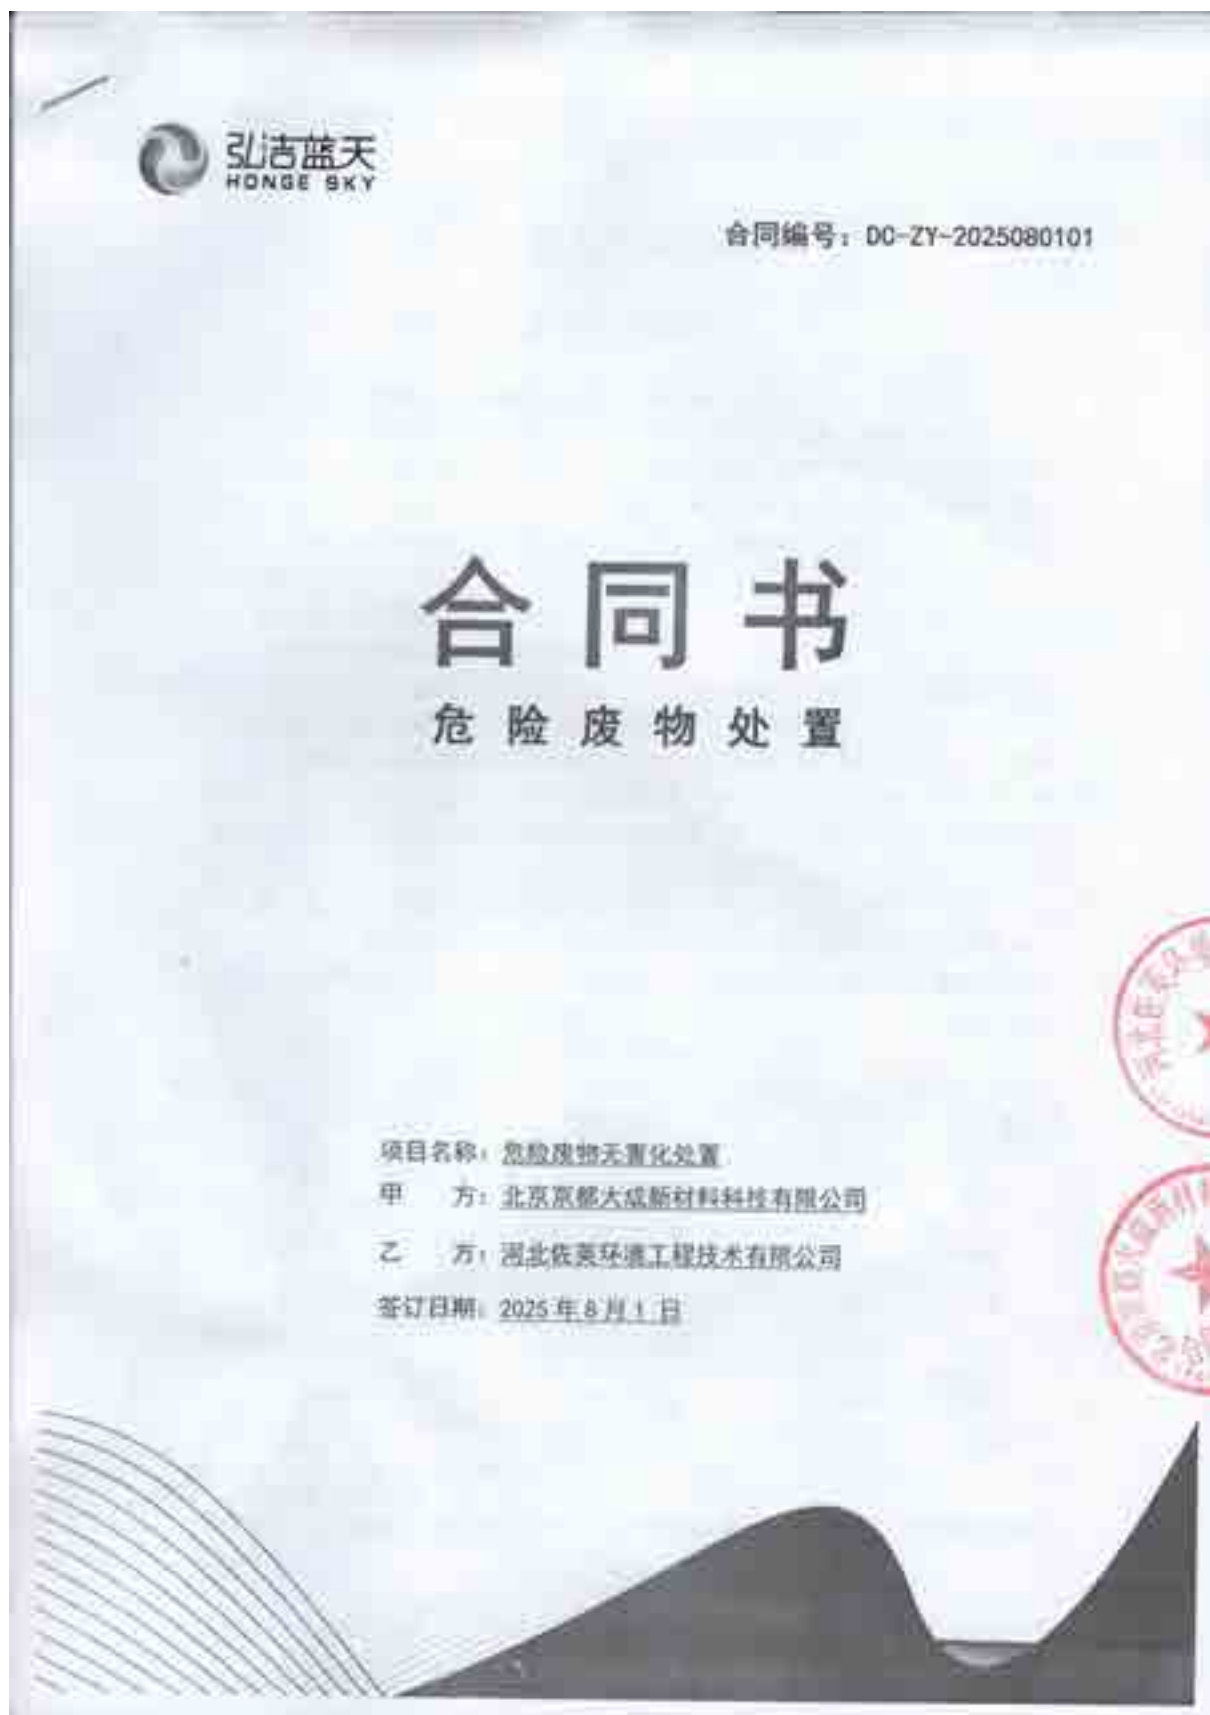 弘洁蓝天
HONGE SKY
合同编号：DC-ZY-2025080101
合同书
危险废物处置
项目名称：危险废物无害化处置
甲 方：北京京都大成新材料科技有限公司
乙 方：河北依莱环境工程技术有限公司
签订日期：2025年8月1日